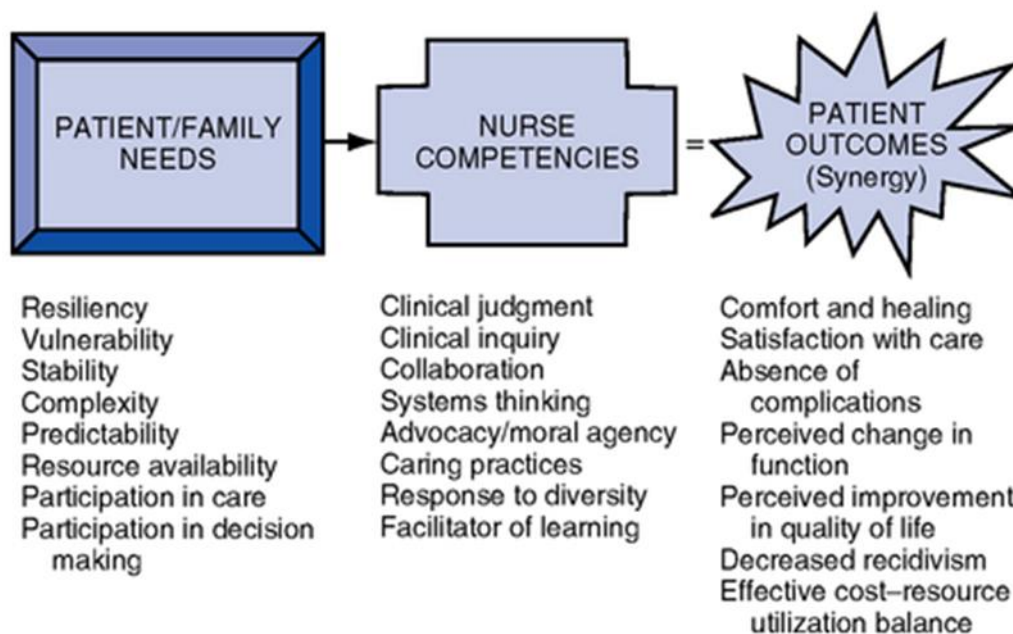 PATIENT/FAMILY
NEEDS
NURSE
COMPETENCIES
=
PATIENT
OUTCOMES
(Synergy)
Resiliency
Vulnerability
Stability
Complexity
Predictability
Resource availability
Participation in care
Participation in decision
making
Clinical judgment
Clinical inquiry
Collaboration
Systems thinking
Advocacy/moral agency
Caring practices
Response to diversity
Facilitator of learning
Comfort and healing
Satisfaction with care
Absence of
complications
Perceived change in
function
Perceived improvement
in quality of life
Decreased recidivism
Effective cost–resource
utilization balance